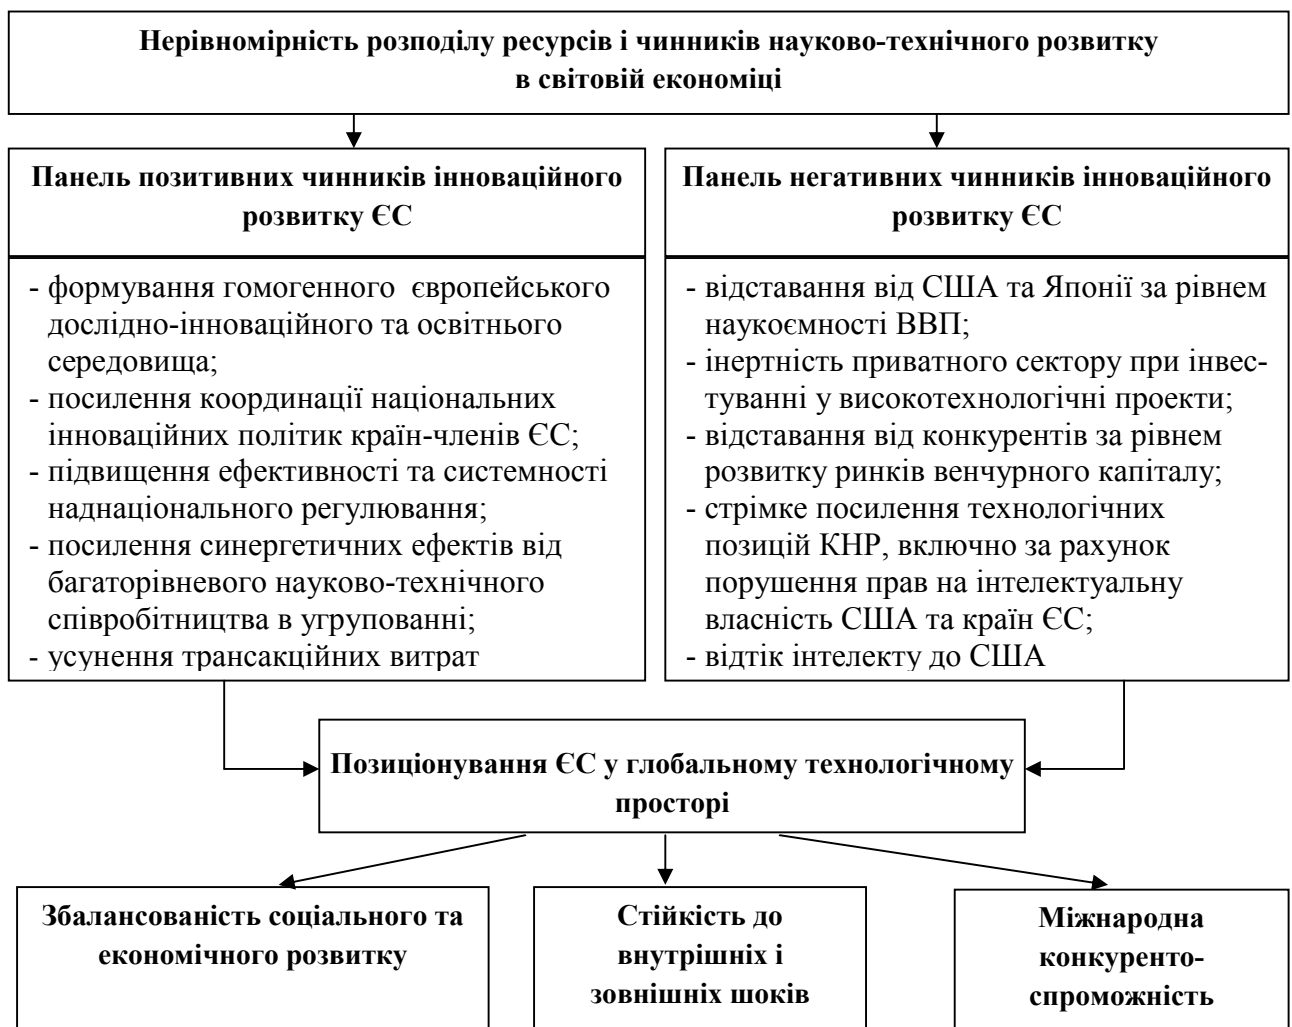 Нерівномірність розподілу ресурсів і чинників науково-технічного розвитку
в світовій економіці
Панель позитивних чинників інноваційного
розвитку ЄС
- формування гомогенного європейського
дослідно-інноваційного та освітнього
середовища;
- посилення координації національних
інноваційних політик країн-членів ЄС;
- підвищення ефективності та системності
наднаціонального регулювання;
- посилення синергетичних ефектів від
багаторівневого науково-технічного
співробітництва в угрупованні;
- усунення трансакційних витрат
Панель негативних чинників інноваційного
розвитку ЄС
- відставання від США та Японії за рівнем
наукоємності ВВП;
- інертність приватного сектору при інвес-
туванні у високотехнологічні проекти;
- відставання від конкурентів за рівнем
розвитку ринків венчурного капіталу;
- стрімке посилення технологічних
позицій КНР, включно за рахунок
порушення прав на інтелектуальну
власність США та країн ЄС;
- відтік інтелекту до США
Позиціонування ЄС у глобальному технологічному
просторі
Збалансованість соціального та
економічного розвитку
Стійкість до
внутрішніх і
зовнішніх шоків
Міжнародна
конкуренто-
спроможність